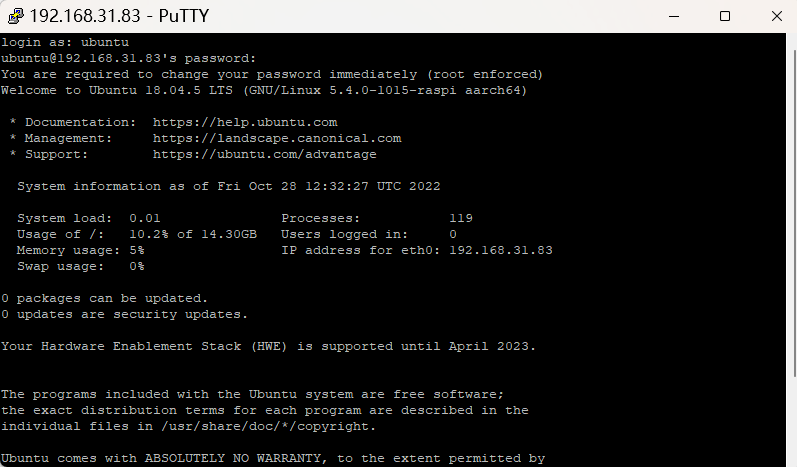 192.168.31.83 - PuTTY
login as: ubuntu
ubuntu@192.168.31.83's password:
You are required to change your password immediately (root enforced)
Welcome to Ubuntu 18.04.5 LTS (GNU/Linux 5.4.0-1015-raspi aarch64)
* Documentation:  https://help.ubuntu.com
* Management:     https://landscape.canonical.com
* Support:        https://ubuntu.com/advantage
System information as of Fri Oct 28 12:32:27 UTC 2022
System load:  0.01               Processes:           119
Usage of /:   10.2% of 14.30GB   Users logged in:     0
Memory usage: 5%                 IP address for eth0: 192.168.31.83
Swap usage:   0%
0 packages can be updated.
0 updates are security updates.
Your Hardware Enablement Stack (HWE) is supported until April 2023.
The programs included with the Ubuntu system are free software;
the exact distribution terms for each program are described in the
individual files in /usr/share/doc/*/copyright.
Ubuntu comes with ABSOLUTELY NO WARRANTY, to the extent permitted by